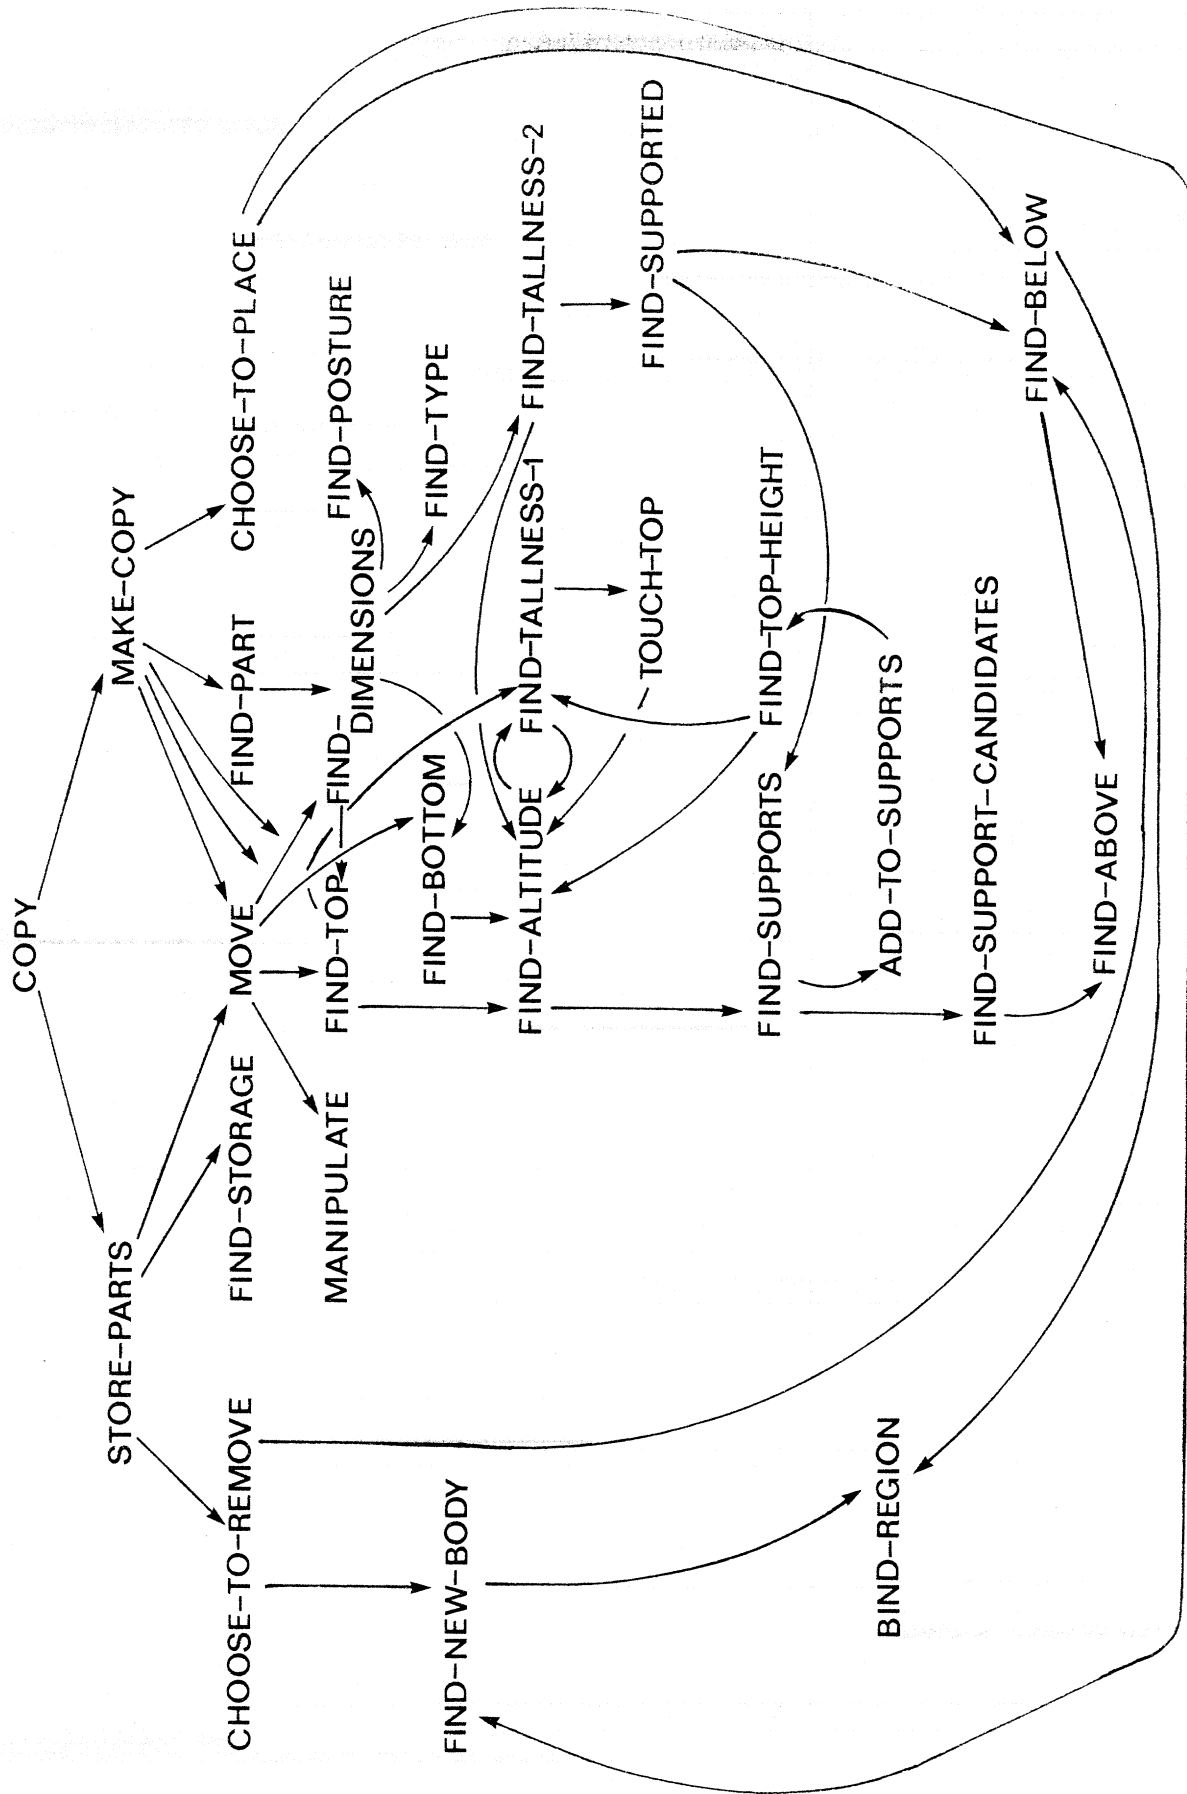 COPY
STORE-PARTS
MAKE-COPY
CHOOSE-TO-REMOVE
FIND-STORAGE
MOVE
FIND-PART
CHOOSE-TO-PLACE
MANIPULATE
FIND-TOP
FIND-
DIMENSIONS
FIND-POSTURE
FIND-NEW-BODY
FIND-BOTTOM
FIND-TYPE
FIND-ALTITUDE
FIND-TALLNESS-1
FIND-TALLNESS-2
TOUCH-TOP
FIND-SUPPORTED
FIND-SUPPORTS
FIND-TOP-HEIGHT
BIND-REGION
ADD-TO-SUPPORTS
FIND-SUPPORT-CANDIDATES
FIND-BELOW
FIND-ABOVE